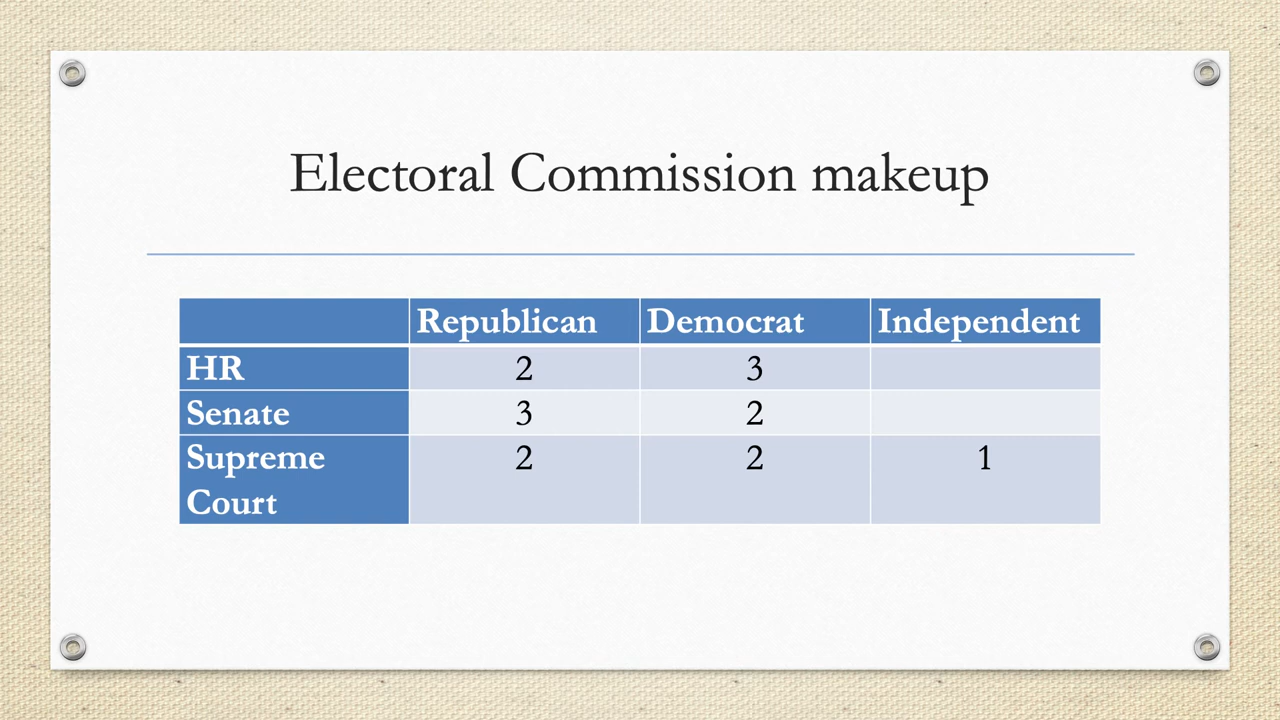 Electoral Commission makeup
Republican Democrat Independent
HR 2 3
Senate 3 2
Supreme 2 2 1
Court